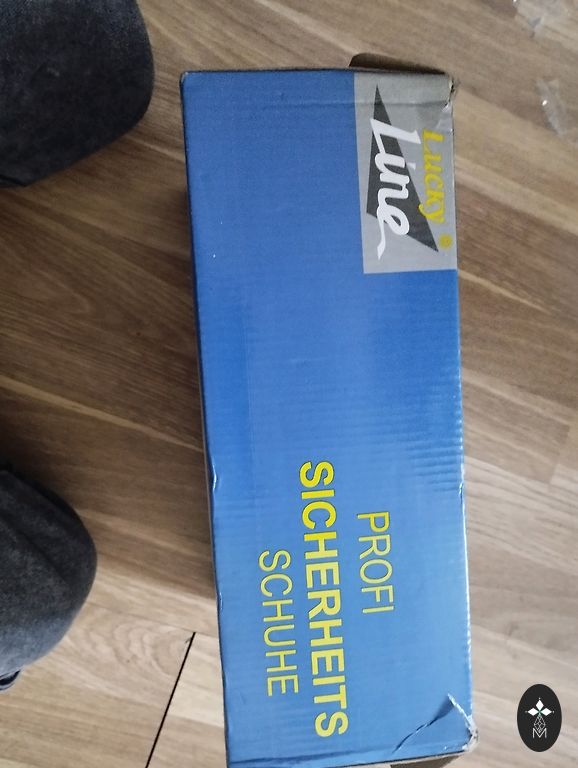 Lucky®
Line
PROFI
SICHERHEITS
SCHUHE
M